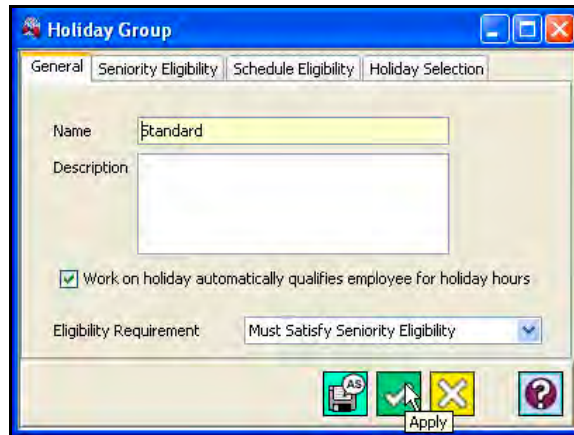 Holiday Group
General Seniority Eligibility Schedule Eligibility Holiday Selection
Name Standard
Description
Work on holiday automatically qualifies employee for holiday hours
Eligibility Requirement Must Satisfy Seniority Eligibility
AS
?
Apply